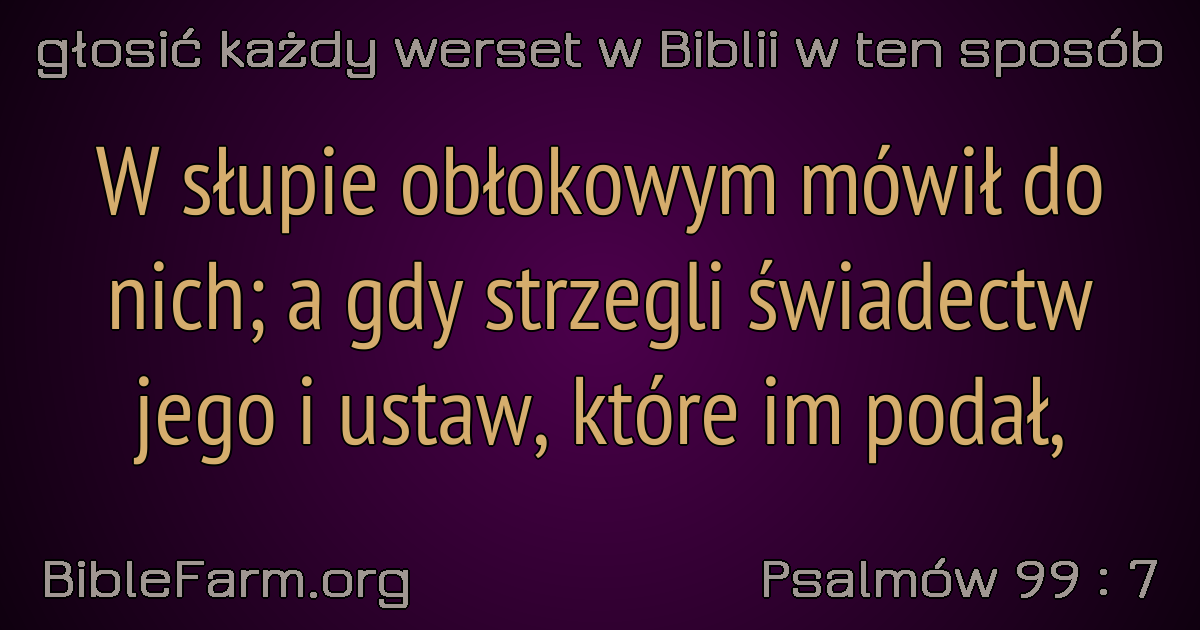 głosić każdy werset w Biblii w ten sposób
W słupie obłokowym mówił do
nich; a gdy strzegli świadectw
jego i ustaw, które im podał,
BibleFarm.org
Psalmów 99 : 7